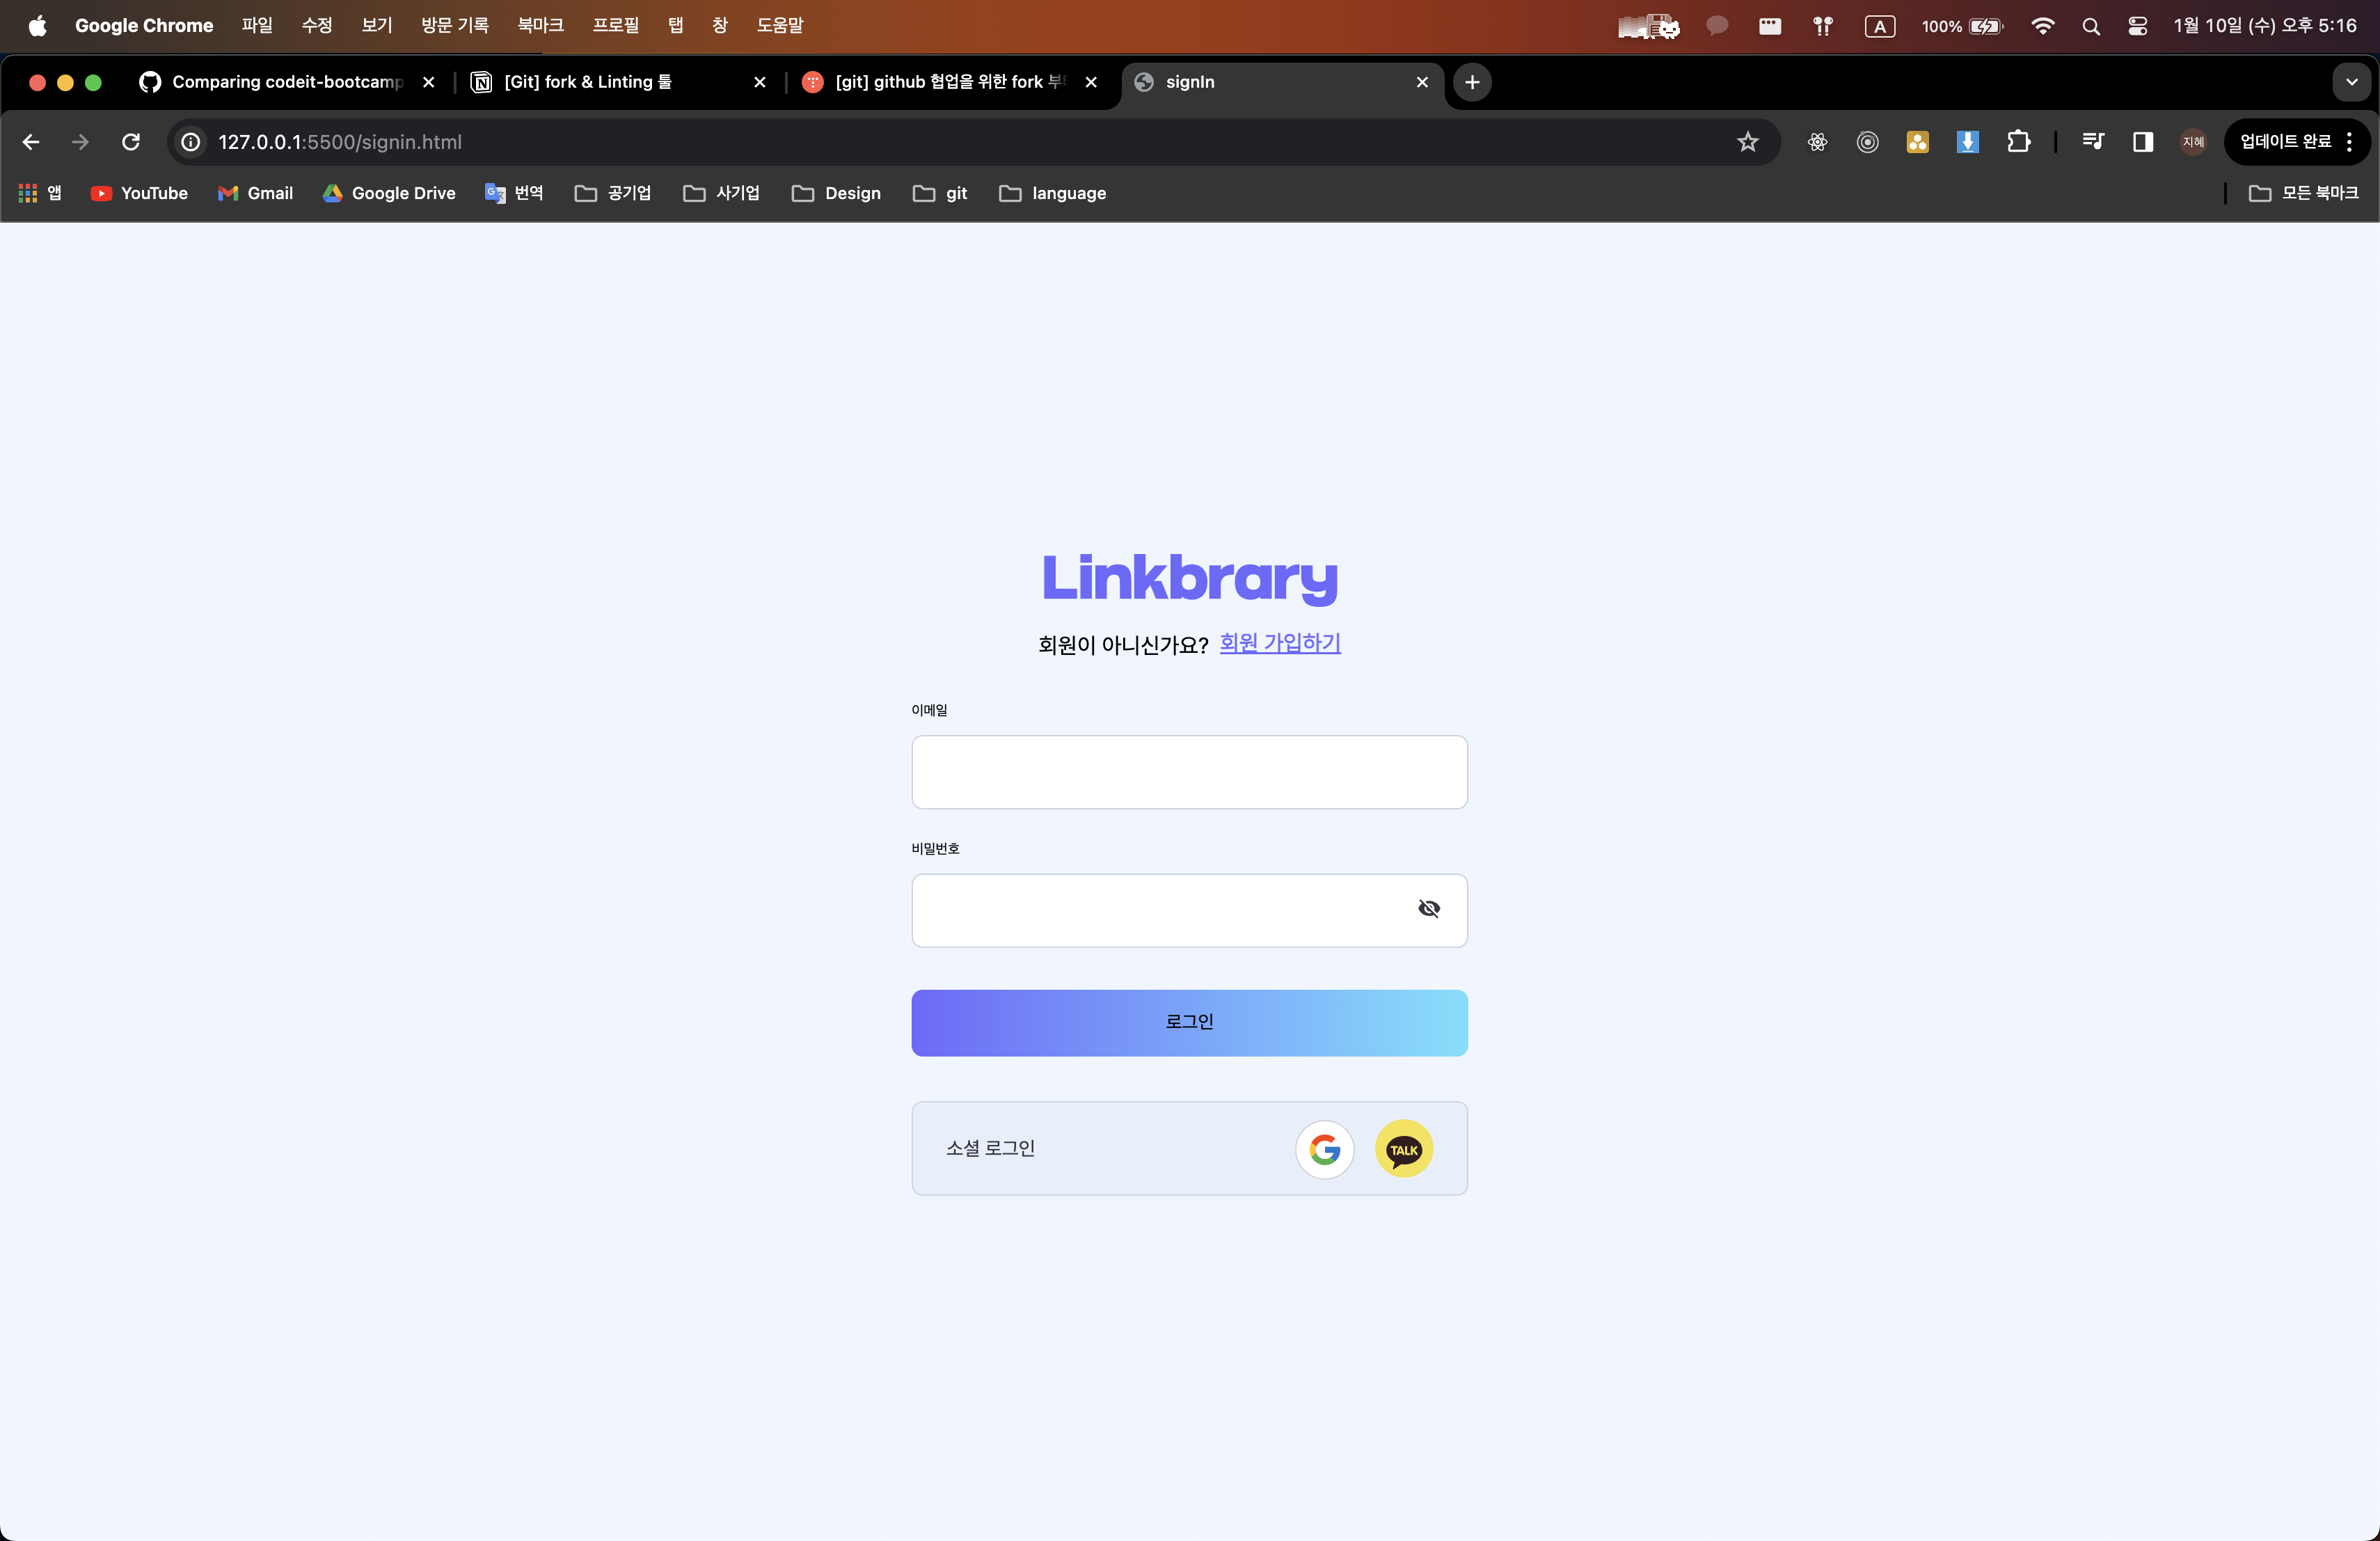 Google Chrome 파일 수정 보기 방문 기록 북마크 프로필 탭 창 도움말 A 100% 1월 10일 (수) 오후 5:16
Comparing codeit-bootcamp [Git] fork & Linting 툴 [git] github 협업을 위한 fork 부터 signIn
127.0.0.1:5500/signin.html 지혜 업데이트 완료
앱 YouTube Gmail Google Drive 번역 공기업 사기업 Design git language 모든 북마크
Linkbrary
회원이 아니신가요? 회원 가입하기
이메일
비밀번호
로그인
소셜 로그인 G TALK